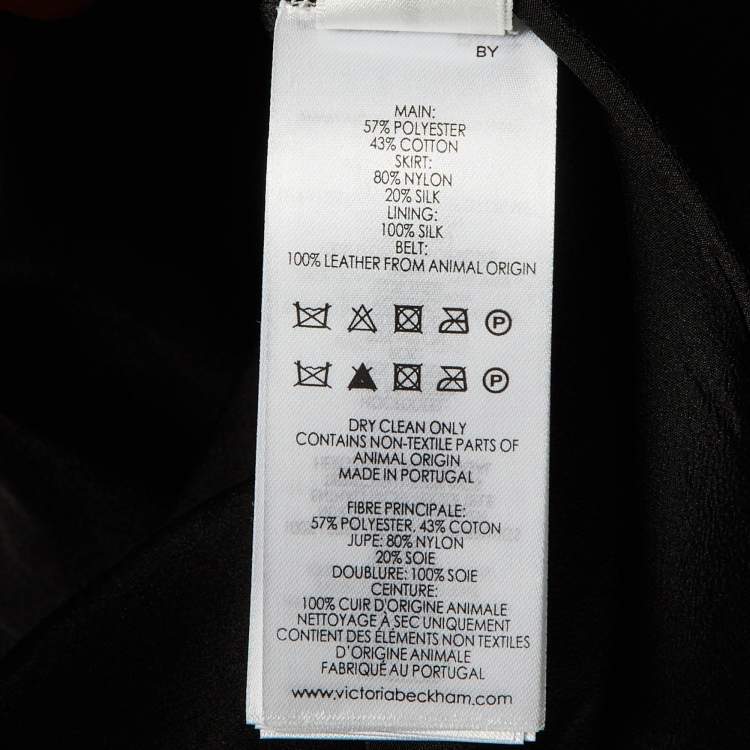 BY
MAIN:
57% POLYESTER
43% COTTON
SKIRT:
80% NYLON
20% SILK
LINING:
100% SILK
BELT:
100% LEATHER FROM ANIMAL ORIGIN
P
P
DRY CLEAN ONLY
CONTAINS NON-TEXTILE PARTS OF
ANIMAL ORIGIN
MADE IN PORTUGAL
FIBRE PRINCIPALE:
57% POLYESTER, 43% COTON
JUPE: 80% NYLON
20% SOIE
DOUBLURE: 100% SOIE
CEINTURE:
100% CUIR D'ORIGINE ANIMALE
NETTOYAGE À SEC UNIQUEMENT
CONTIENT DES ÉLÉMENTS NON TEXTILES
D'ORIGINE ANIMALE
FABRIQUÉ AU PORTUGAL
www.victoriabeckham.com